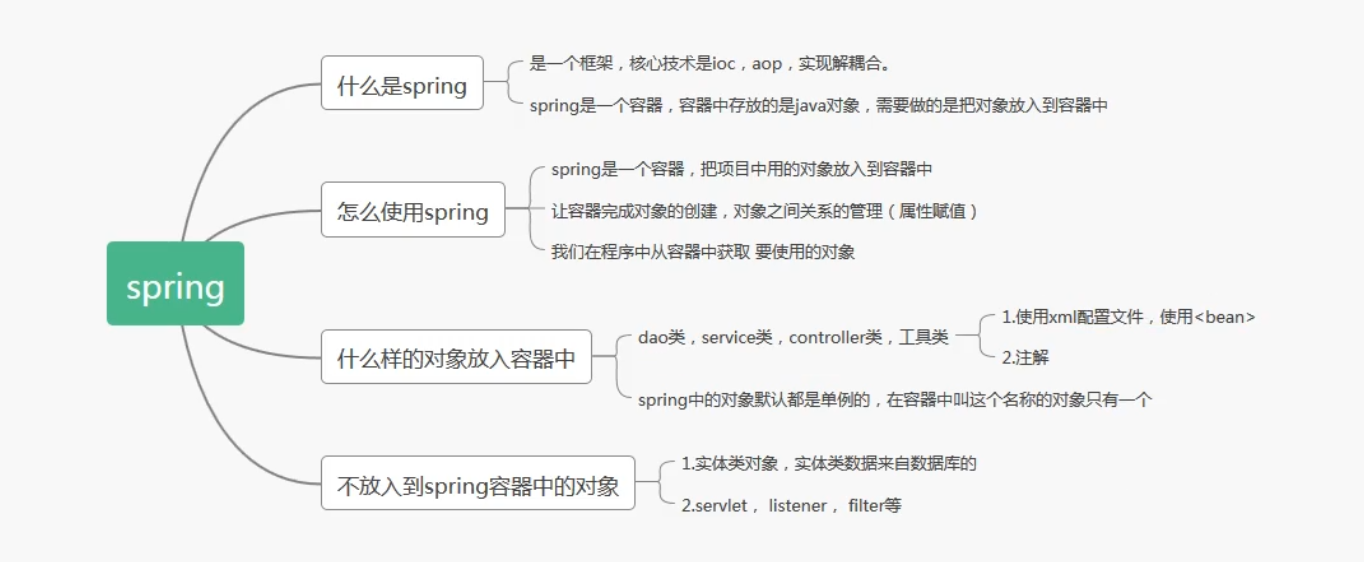 spring
什么是spring
是一个框架，核心技术是ioc，aop，实现解耦合。
spring是一个容器，容器中存放的是java对象，需要做的是把对象放入到容器中
怎么使用spring
spring是一个容器，把项目中用的对象放入到容器中
让容器完成对象的创建，对象之间关系的管理（属性赋值）
我们在程序中从容器中获取 要使用的对象
什么样的对象放入容器中
dao类，service类，controller类，工具类
1.使用xml配置文件，使用<bean>
2.注解
spring中的对象默认都是单例的，在容器中叫这个名称的对象只有一个
不放入到spring容器中的对象
1.实体类对象，实体类数据来自数据库的
2.servlet， listener， filter等